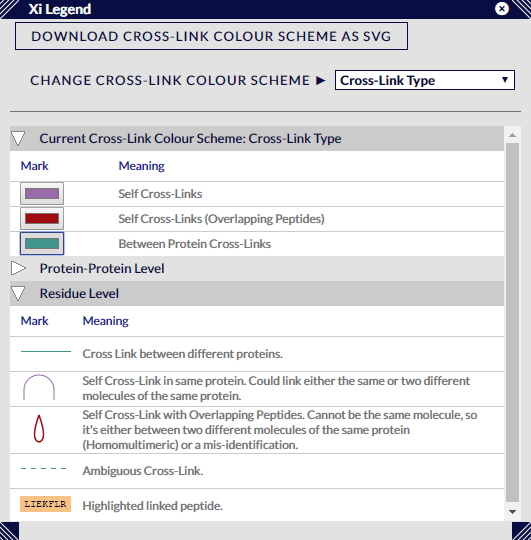 Xi Legend
DOWNLOAD CROSS-LINK COLOUR SCHEME AS SVG
CHANGE CROSS-LINK COLOUR SCHEME ► Cross-Link Type
Current Cross-Link Colour Scheme: Cross-Link Type
Mark Meaning
Self Cross-Links
Self Cross-Links (Overlapping Peptides)
Between Protein Cross-Links
Protein-Protein Level
Residue Level
Mark Meaning
Cross Link between different proteins.
Self Cross-Link in same protein. Could link either the same or two different
molecules of the same protein.
Self Cross-Link with Overlapping Peptides. Cannot be the same molecule, so
it's either between two different molecules of the same protein
(Homomultimeric) or a mis-identification.
Ambiguous Cross-Link.
LIEKFLR Highlighted linked peptide.